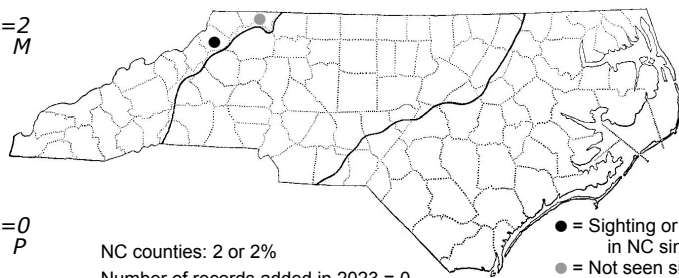 =2
M
=0
P
NC counties: 2 or 2%
● = Sighting or
in NC sin
● = Not seen si
Number of records added in 2023 = 0